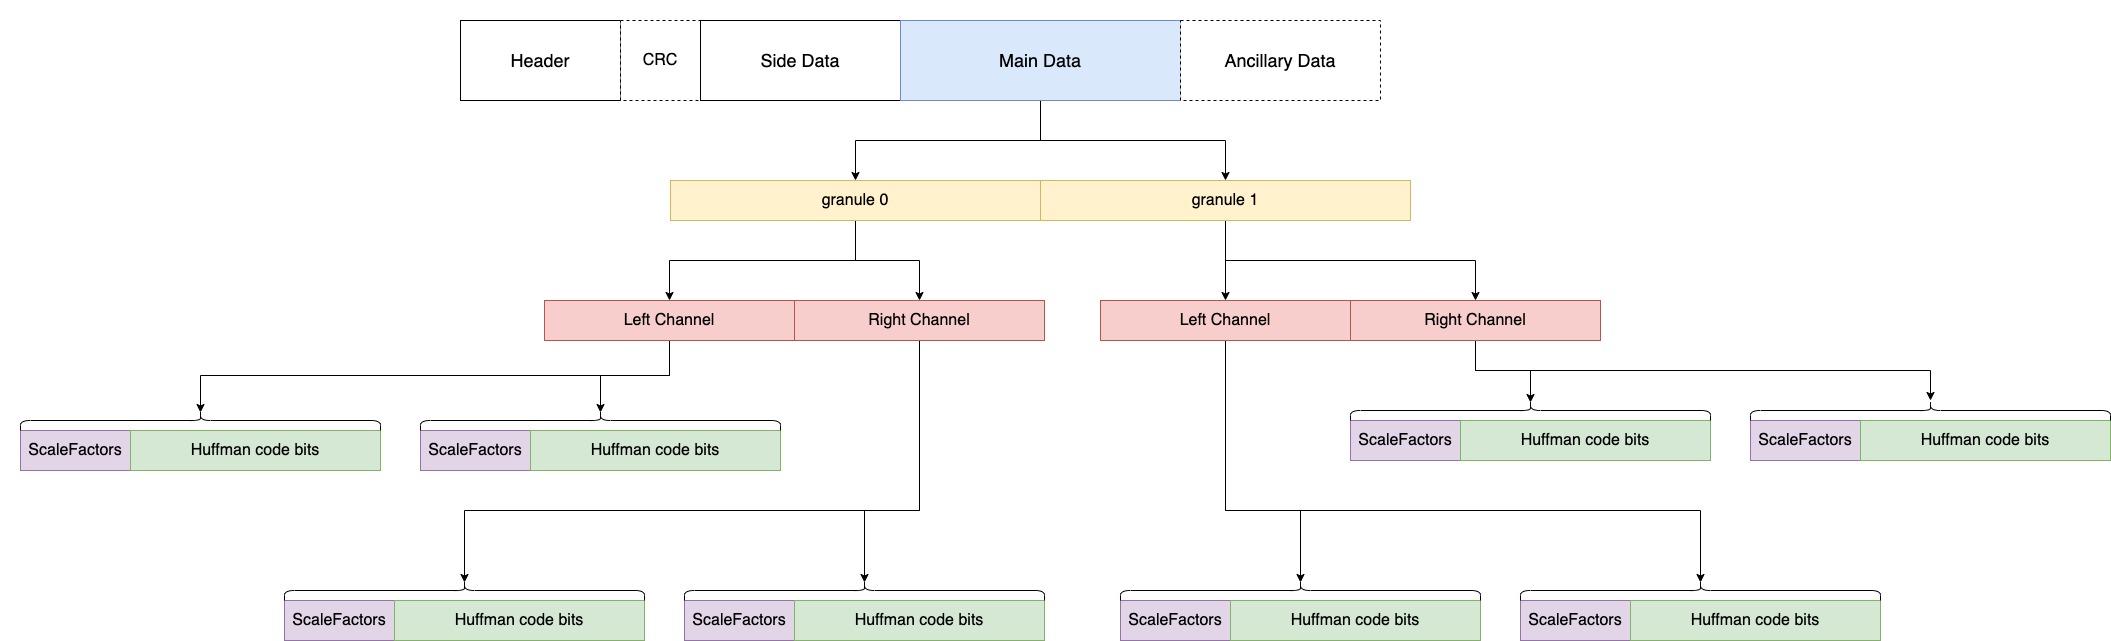 Header
CRC
Side Data
Main Data
Ancillary Data
granule 0
granule 1
Left Channel
Right Channel
Left Channel
Right Channel
ScaleFactors
Huffman code bits
ScaleFactors
Huffman code bits
ScaleFactors
Huffman code bits
ScaleFactors
Huffman code bits
ScaleFactors
Huffman code bits
ScaleFactors
Huffman code bits
ScaleFactors
Huffman code bits
ScaleFactors
Huffman code bits